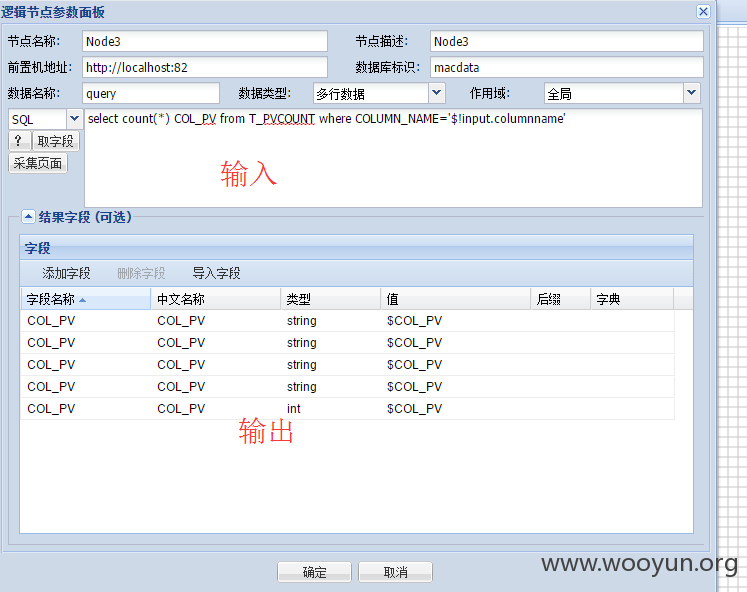 逻辑节点参数面板
节点名称: Node3 节点描述: Node3
前置机地址: http://localhost:82 数据库标识: macdata
数据名称: query 数据类型: 多行数据 作用域: 全局
SQL select count(*) COL_PV from T_PVCOUNT where COLUMN_NAME='$!input.columnname'
? 取字段
采集页面
输入
结果字段 (可选)
字段
添加字段 删除字段 导入字段
字段名称 中文名称 类型 值 后缀 字典
COL_PV COL_PV string $COL_PV
COL_PV COL_PV string $COL_PV
COL_PV COL_PV string $COL_PV
COL_PV COL_PV string $COL_PV
COL_PV COL_PV int $COL_PV
输出
www.wooyun.org
确定 取消